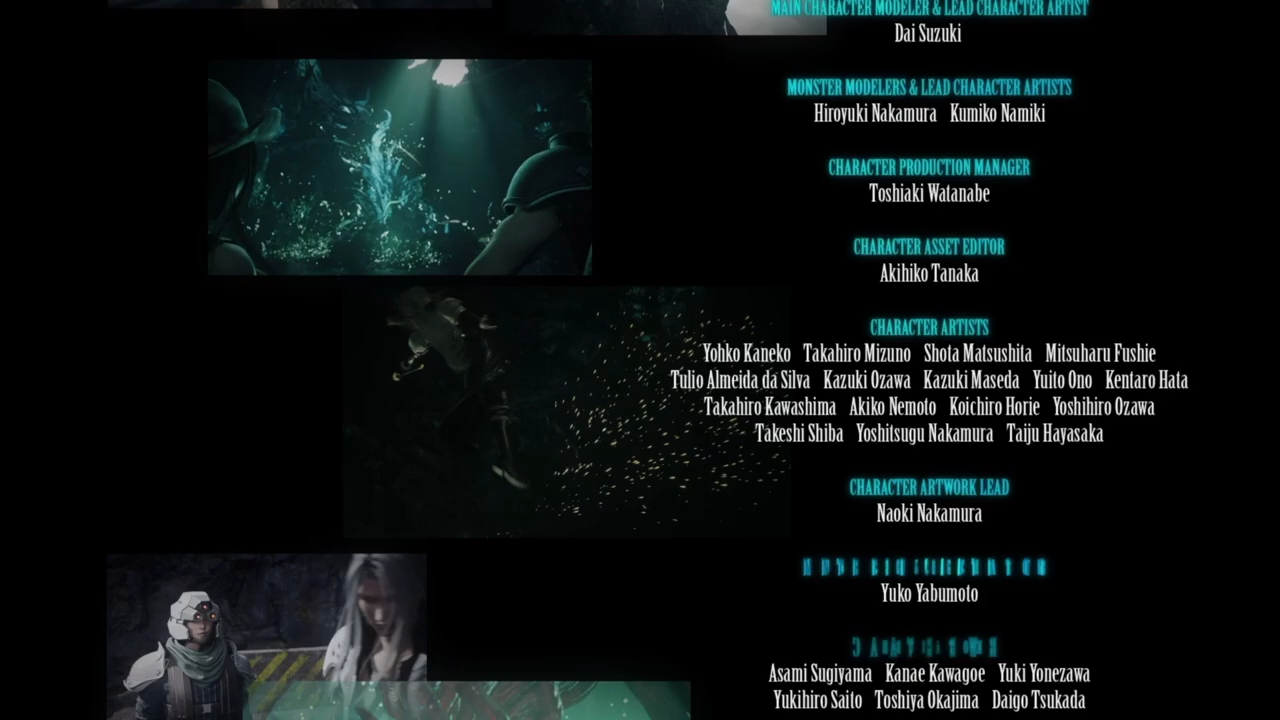 MAIN CHARACTER MODELER & LEAD CHARACTER ARTIST
Dai Suzuki
MONSTER MODELERS & LEAD CHARACTER ARTISTS
Hiroyuki Nakamura Kumiko Namiki
CHARACTER PRODUCTION MANAGER
Toshiaki Watanabe
CHARACTER ASSET EDITOR
Akihiko Tanaka
CHARACTER ARTISTS
Yohko Kaneko Takahiro Mizuno Shota Matsushita Mitsuharu Fushie
Tulio Almeida da Silva Kazuki Ozawa Kazuki Maseda Yuito Ono Kentaro Hata
Takahiro Kawashima Akiko Nemoto Koichiro Horie Yoshihiro Ozawa
Takeshi Shiba Yoshitsugu Nakamura Taiju Hayasaka
CHARACTER ARTWORK LEAD
Naoki Nakamura
Yuko Yabumoto
Asami Sugiyama Kanae Kawagoe Yuki Yonezawa
Yukihiro Saito Toshiya Okajima Daigo Tsukada